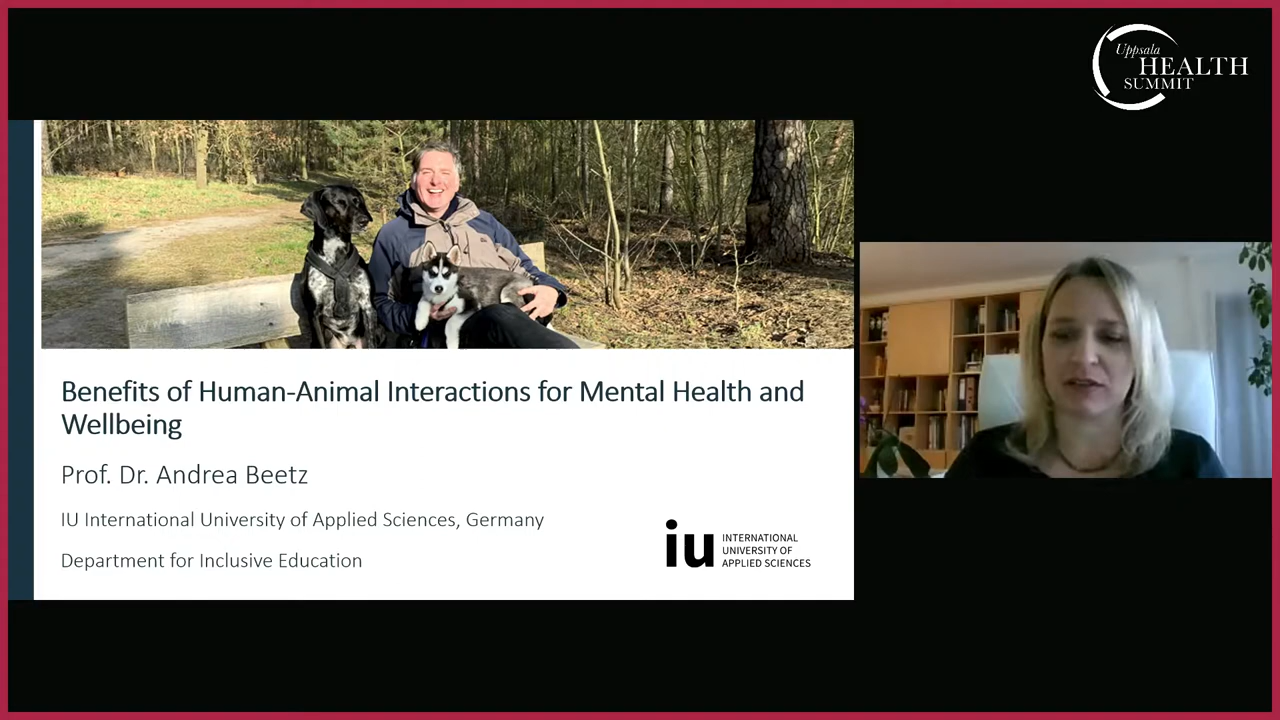 Uppsala
HEALTH
SUMMIT
Benefits of Human-Animal Interactions for Mental Health and
Wellbeing
Prof. Dr. Andrea Beetz
IU International University of Applied Sciences, Germany
Department for Inclusive Education
iu
INTERNATIONAL
UNIVERSITY OF
APPLIED SCIENCES